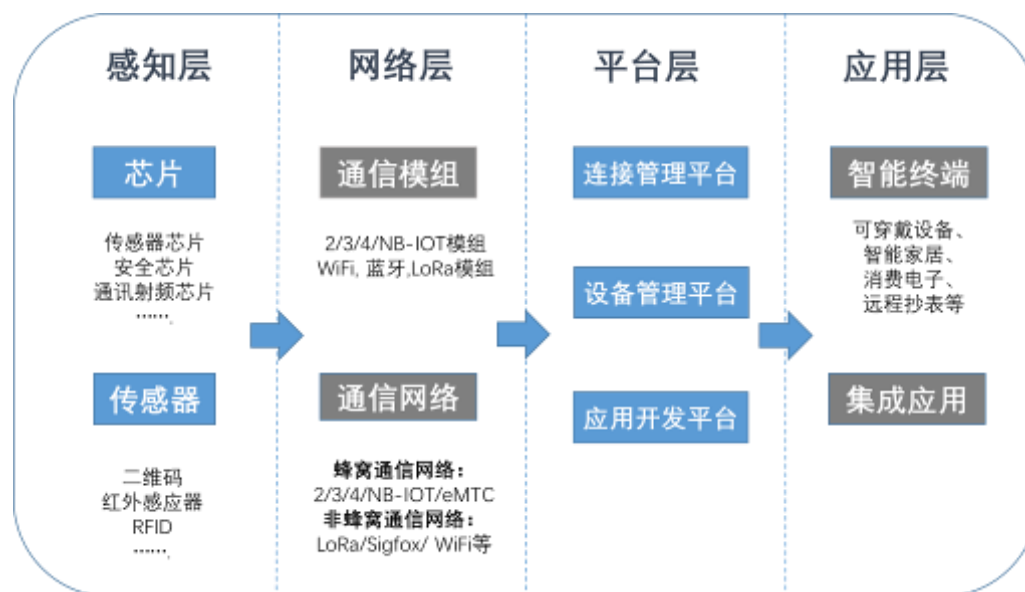 感知层
芯片
传感器芯片
安全芯片
通讯射频芯片
…….
传感器
二维码
红外感应器
RFID
…….
网络层
通信模组
2/3/4/NB-IOT模组
WiFi, 蓝牙,LoRa模组
通信网络
蜂窝通信网络：
2/3/4/NB-IOT/eMTC
非蜂窝通信网络：
LoRa/Sigfox/ WiFi等
平台层
连接管理平台
设备管理平台
应用开发平台
应用层
智能终端
可穿戴设备、
智能家居、
消费电子、
远程抄表等
集成应用